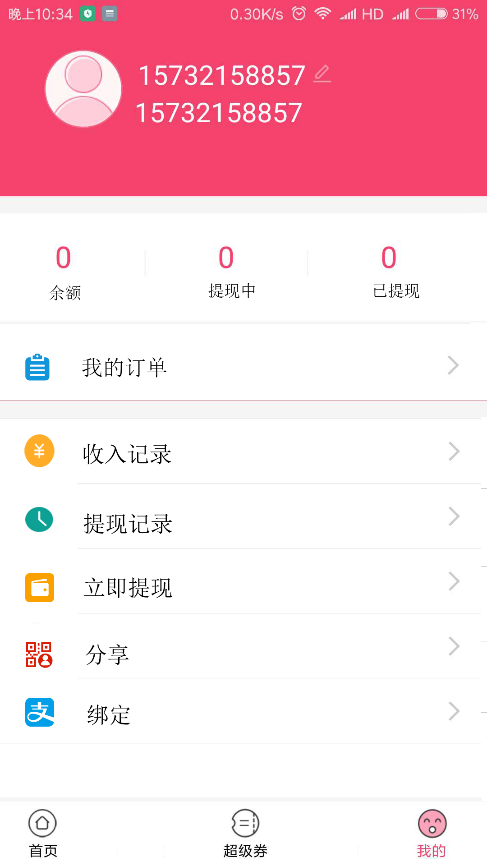 晚上10:34 0.30K/s HD 31%
15732158857
15732158857
0 0 0
余额 提现中 已提现
我的订单
¥ 收入记录
提现记录
立即提现
分享
支 绑定
首页 超级券 我的